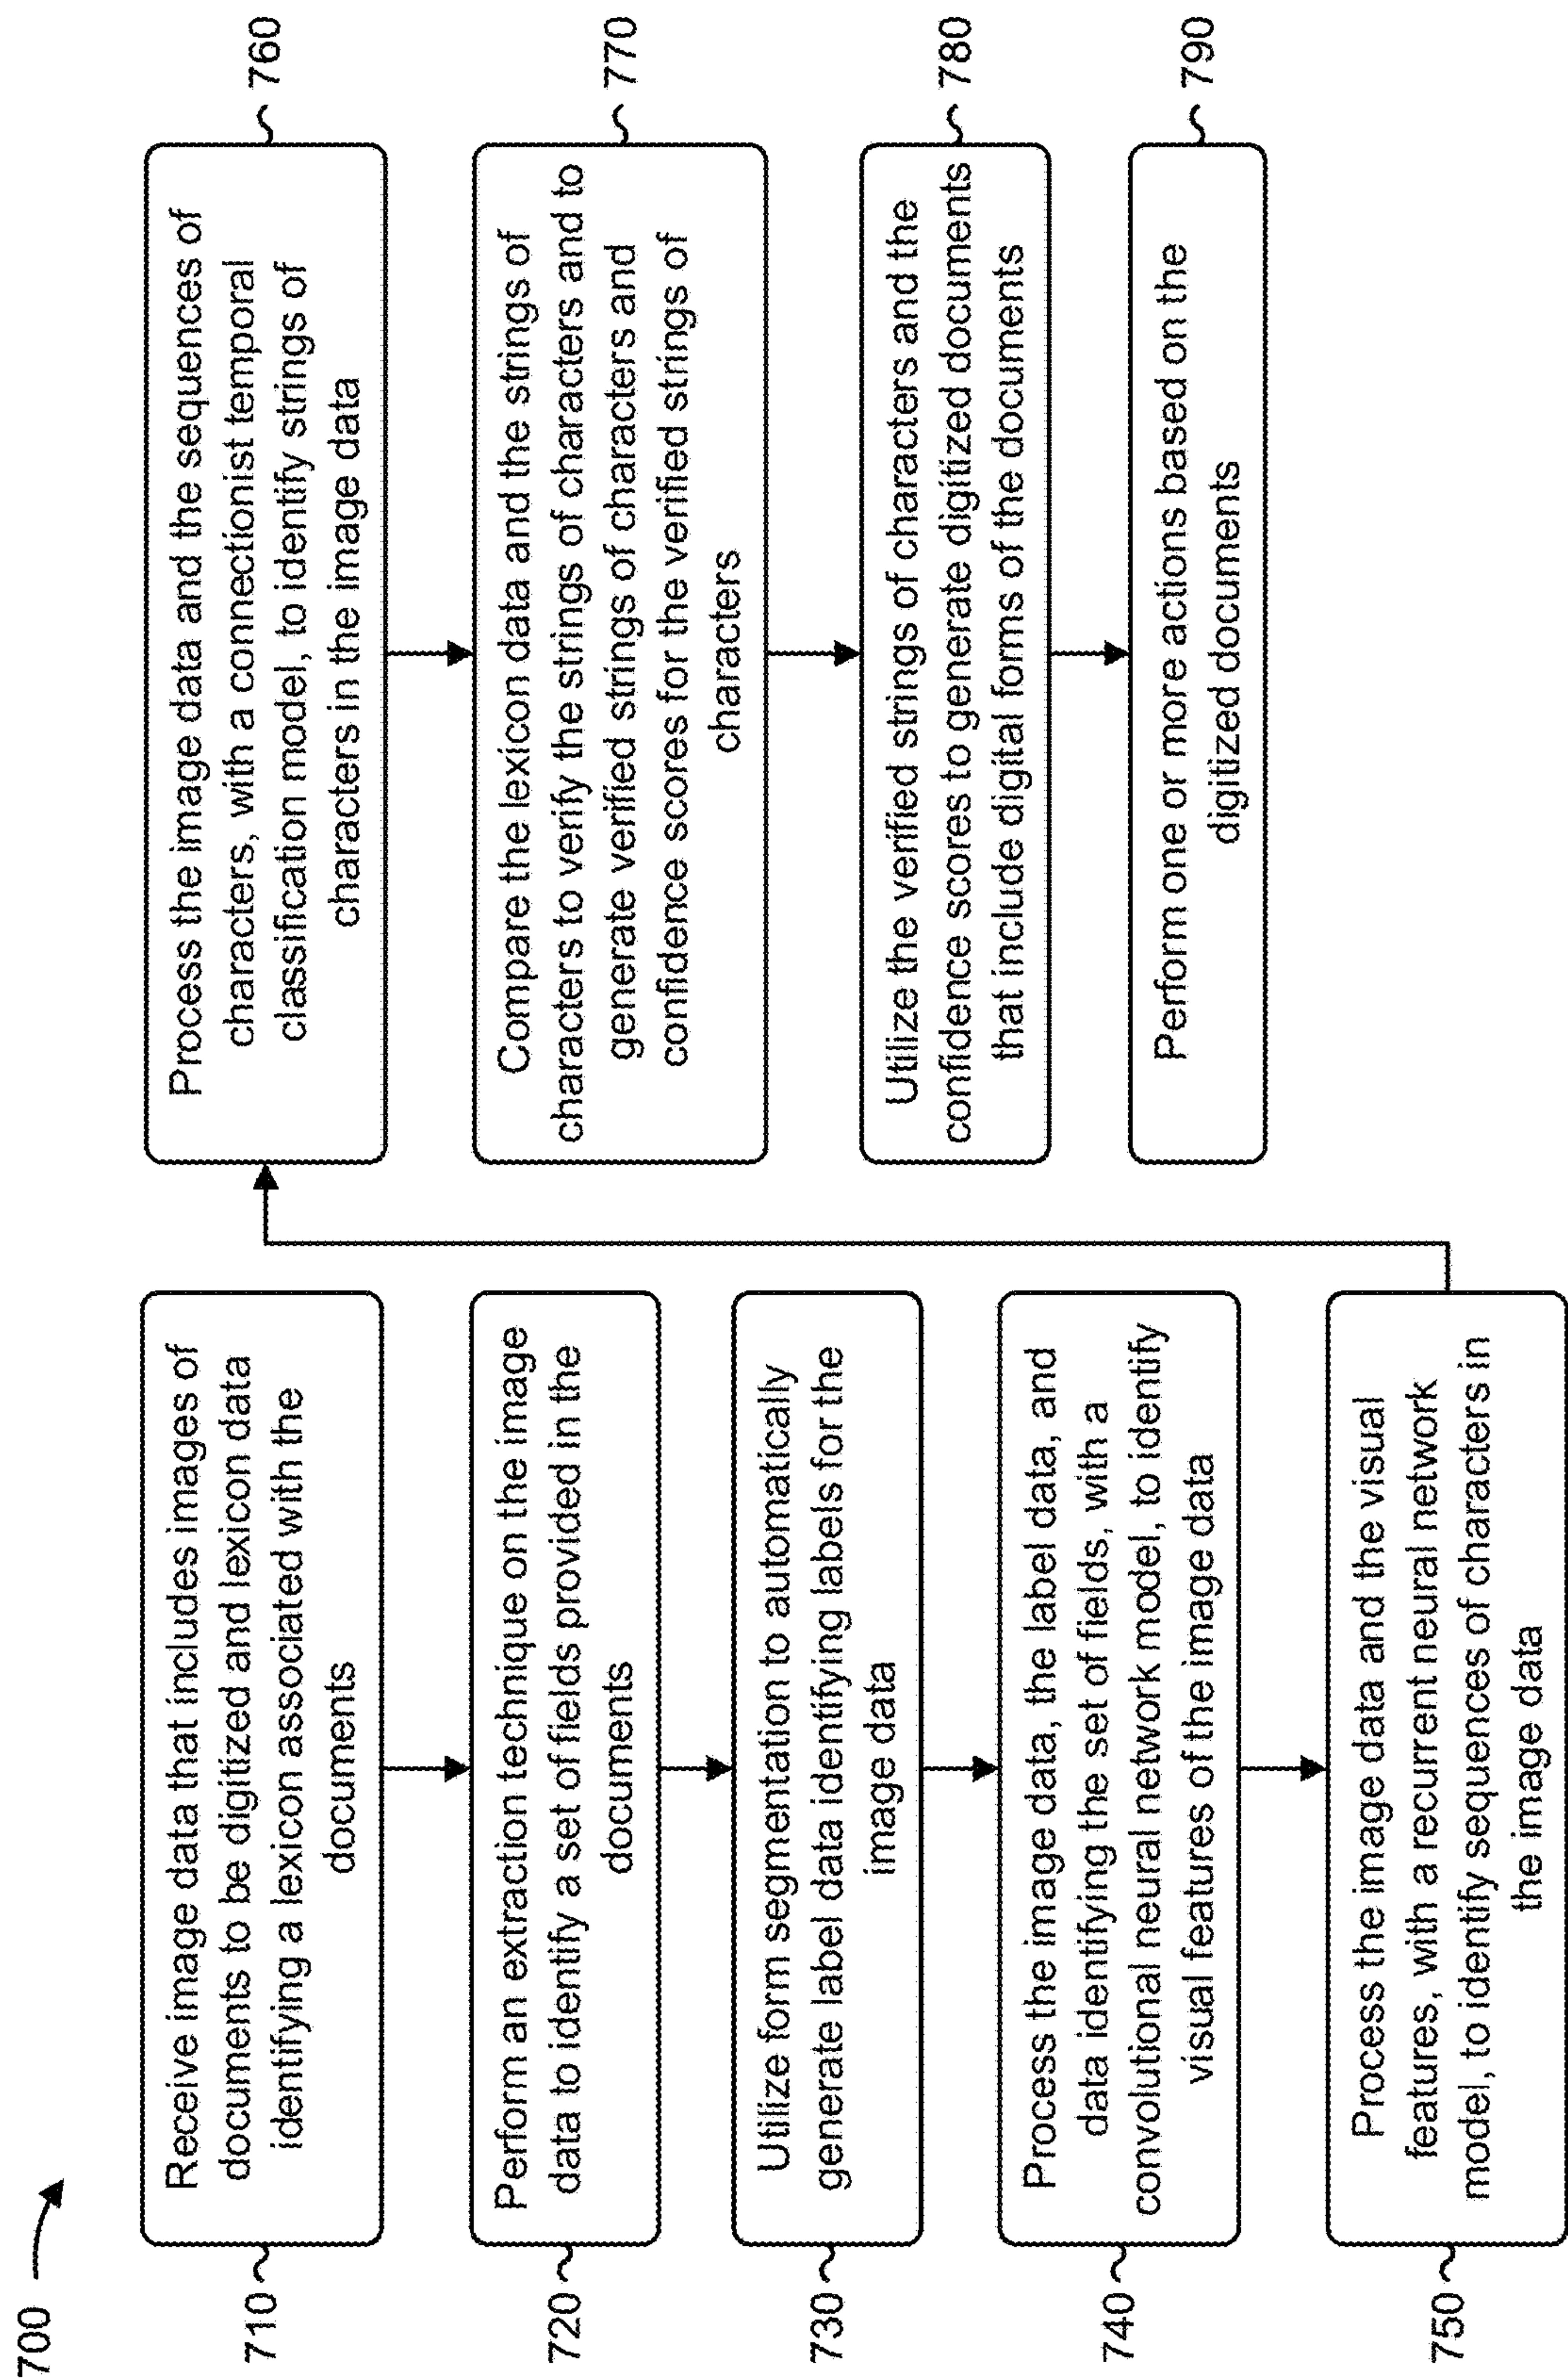 700
710
Receive image data that includes images of
documents to be digitized and lexicon data
identifying a lexicon associated with the
documents
720
Perform an extraction technique on the image
data to identify a set of fields provided in the
documents
730
Utilize form segmentation to automatically
generate label data identifying labels for the
image data
740
Process the image data, the label data, and
data identifying the set of fields, with a
convolutional neural network model, to identify
visual features of the image data
750
Process the image data and the visual
features, with a recurrent neural network
model, to identify sequences of characters in
the image data
760
Process the image data and the sequences of
characters, with a connectionist temporal
classification model, to identify strings of
characters in the image data
770
Compare the lexicon data and the strings of
characters to verify the strings of characters and to
generate verified strings of characters and
confidence scores for the verified strings of
characters
780
Utilize the verified strings of characters and the
confidence scores to generate digitized documents
that include digital forms of the documents
790
Perform one or more actions based on the
digitized documents